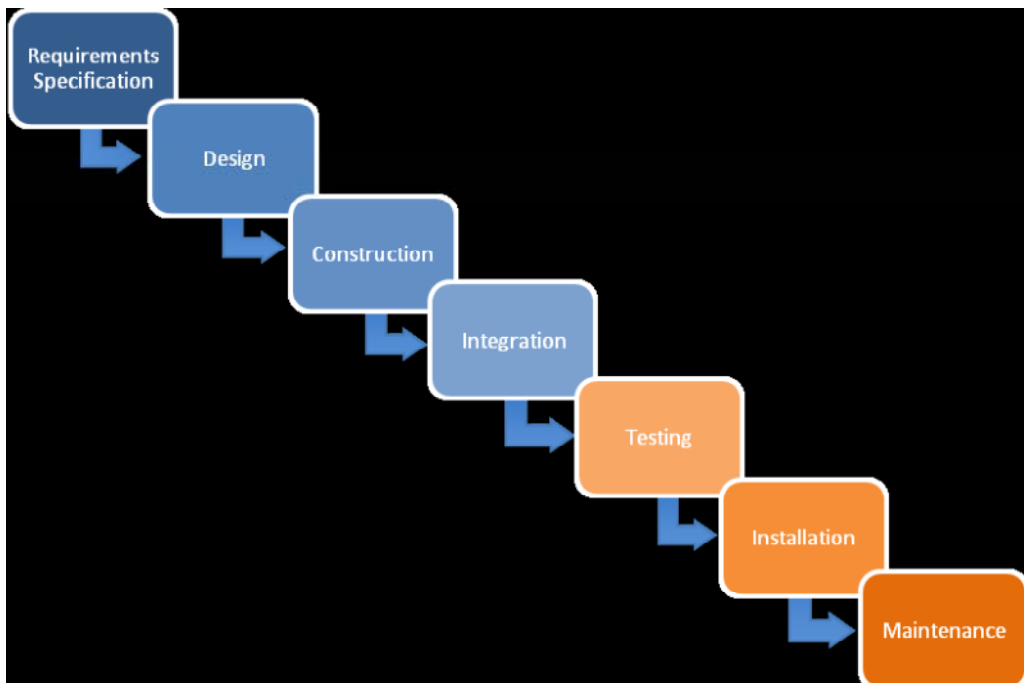 Requirements
Specification
Design
Construction
Integration
Testing
Installation
Maintenance